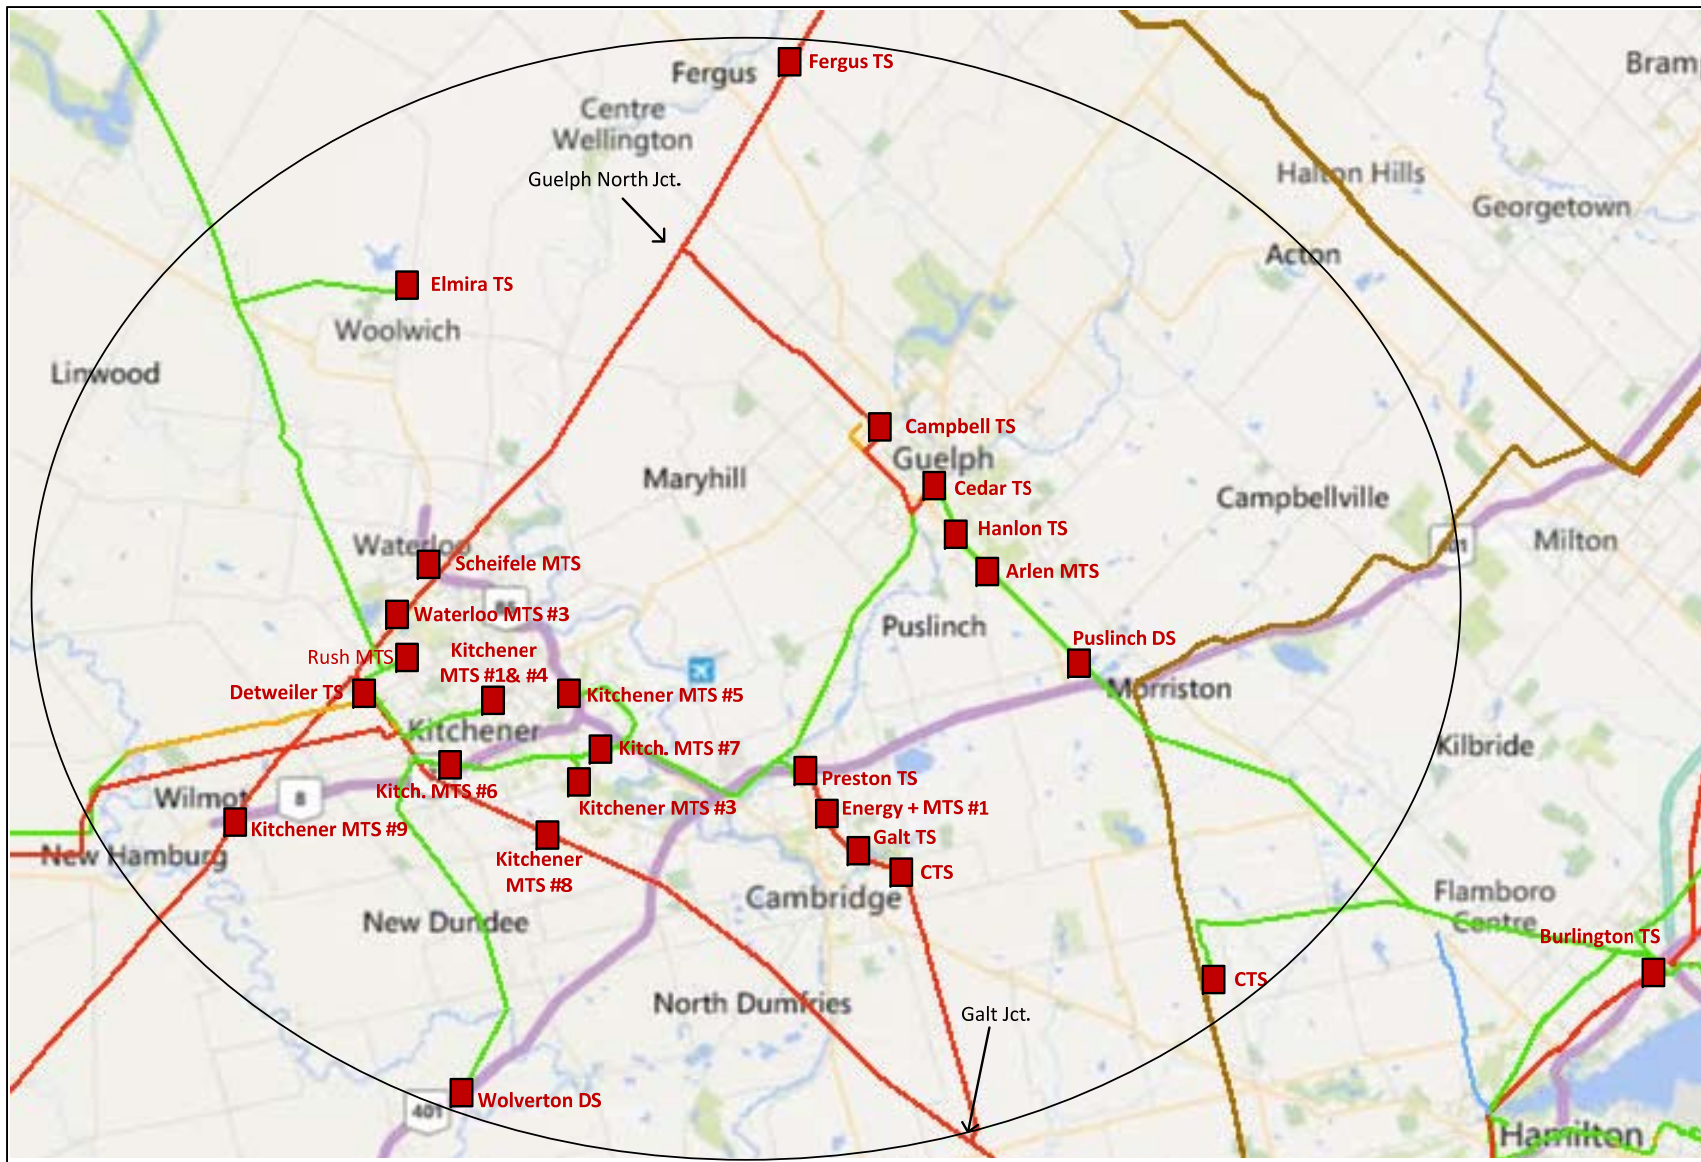 Fergus TS
Fergus
Bram
Centre
Wellington
Guelph North Jct.
Halton Hills
Georgetown
Acton
Elmira TS
Woolwich
Linwood
Campbell TS
Guelph
Maryhill
Cedar TS
Campbellville
Hanlon TS
Milton
Waterloo
Scheifele MTS
Arlen MTS
Waterloo MTS #3
Puslinch
Puslinch DS
Rush MTS
Kitchener
MTS #1& #4
Detweiler TS
Kitchener MTS #5
Morriston
Kitchener
Kitch. MTS #7
Kilbride
Preston TS
Kitch. MTS #6
Wilmot
8
Kitchener MTS #3
Energy + MTS #1
Kitchener MTS #9
Galt TS
New Hamburg
Kitchener
MTS #8
CTS
Cambridge
Flamboro
Centre
New Dundee
Burlington TS
CTS
North Dumfries
Galt Jct.
Wolverton DS
401
Hamilton